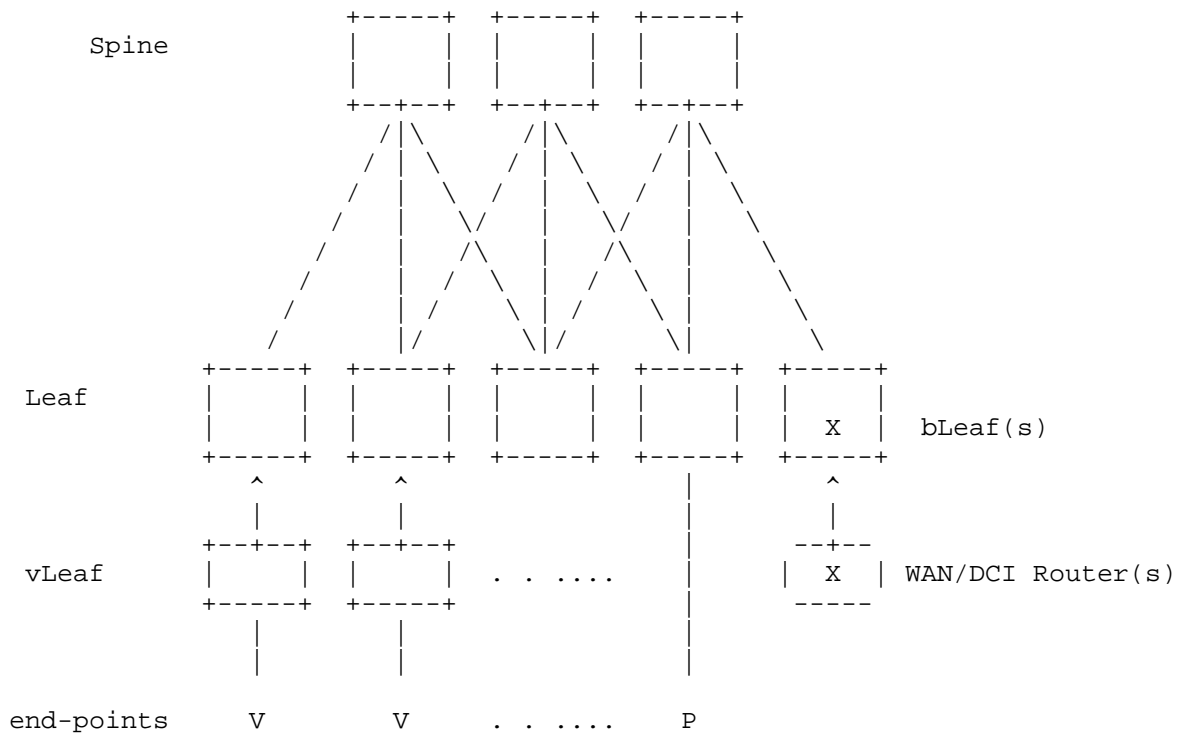 Spine
Leaf
X bLeaf(s)
vLeaf . . .... X WAN/DCI Router(s)
end-points V V . . .... P